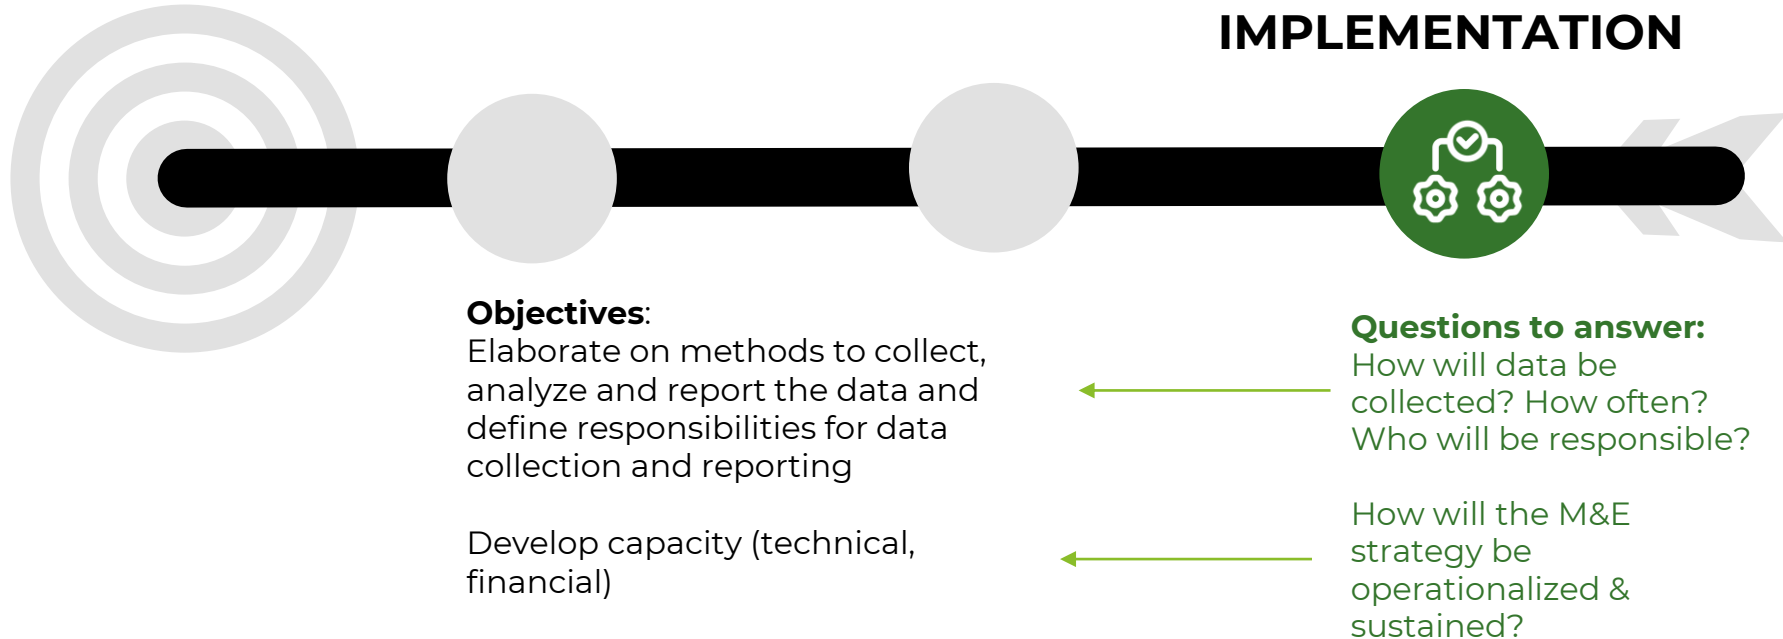 IMPLEMENTATION
Objectives:
Elaborate on methods to collect,
analyze and report the data and
define responsibilities for data
collection and reporting
Develop capacity (technical,
financial)
Questions to answer:
How will data be
collected? How often?
Who will be responsible?
How will the M&E
strategy be
operationalized &
sustained?